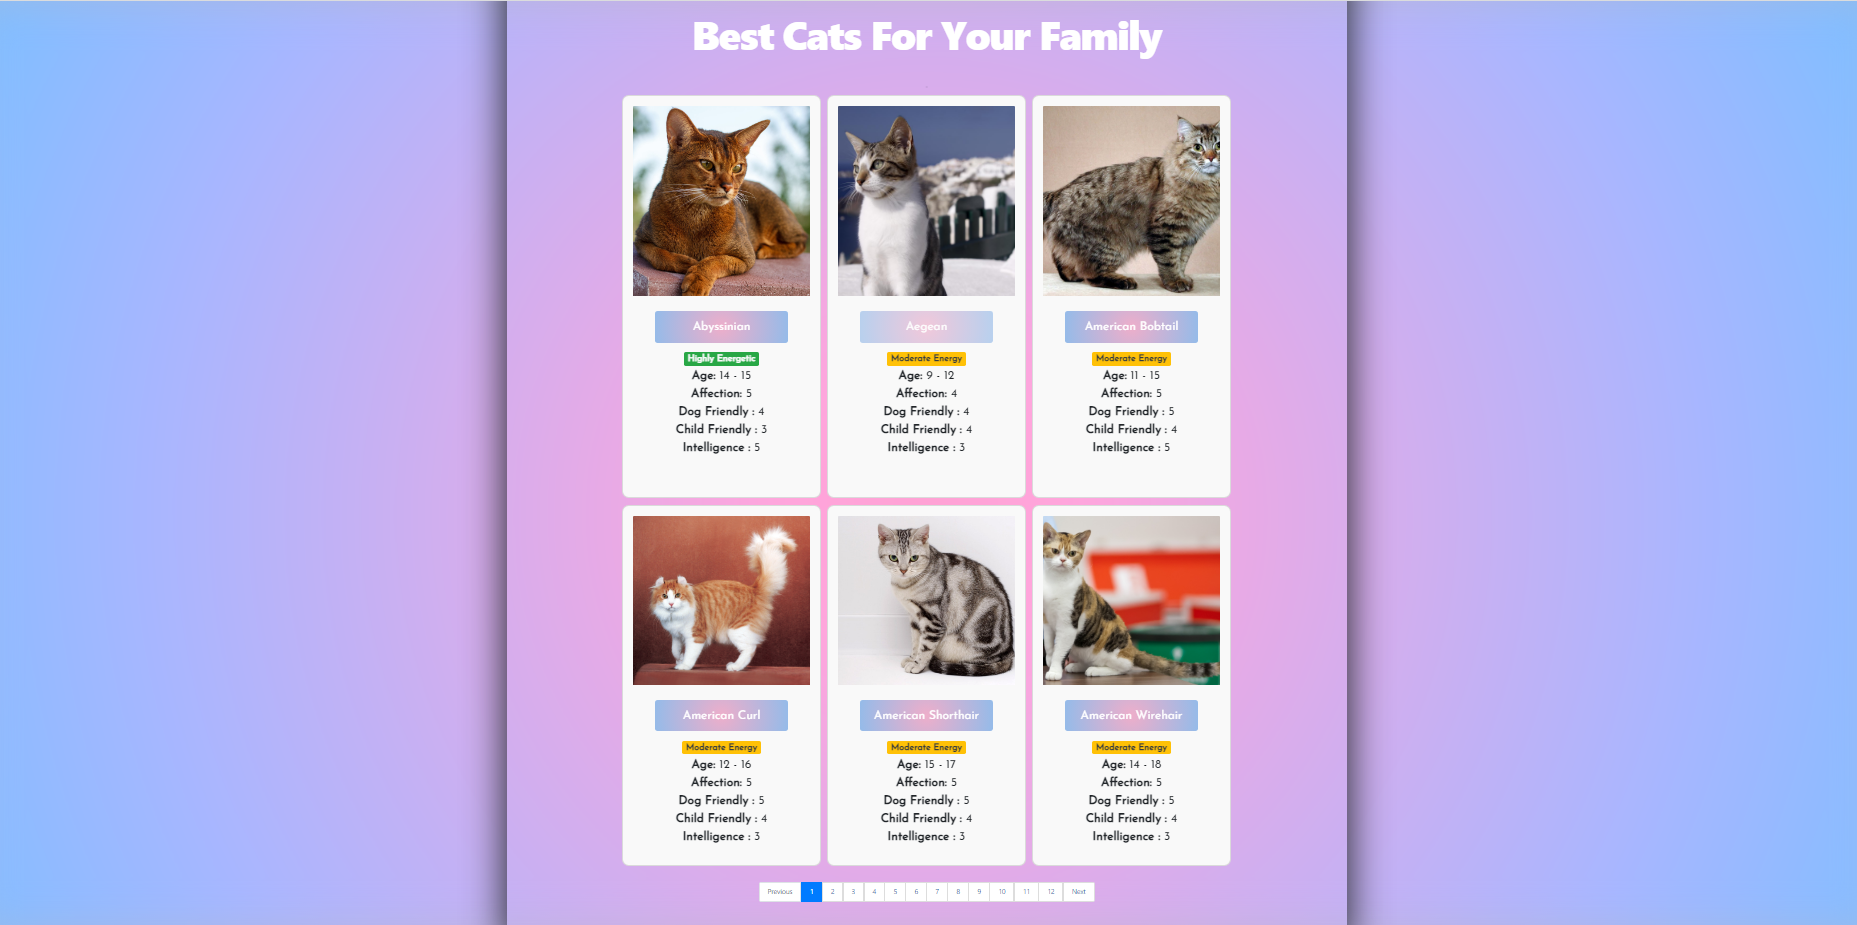 Best Cats For Your Family
Abyssinian
Highly Energetic
Age: 14 - 15
Affection: 5
Dog Friendly : 4
Child Friendly : 3
Intelligence : 5
Aegean
Moderate Energy
Age: 9 - 12
Affection: 4
Dog Friendly : 4
Child Friendly : 4
Intelligence : 3
American Bobtail
Moderate Energy
Age: 11 - 15
Affection: 5
Dog Friendly : 5
Child Friendly : 4
Intelligence : 5
American Curl
Moderate Energy
Age: 12 - 16
Affection: 5
Dog Friendly : 5
Child Friendly : 4
Intelligence : 3
American Shorthair
Moderate Energy
Age: 15 - 17
Affection: 5
Dog Friendly : 5
Child Friendly : 4
Intelligence : 3
American Wirehair
Moderate Energy
Age: 14 - 18
Affection: 5
Dog Friendly : 5
Child Friendly : 4
Intelligence : 3
Previous 1 2 3 4 5 6 7 8 9 10 11 12 Next